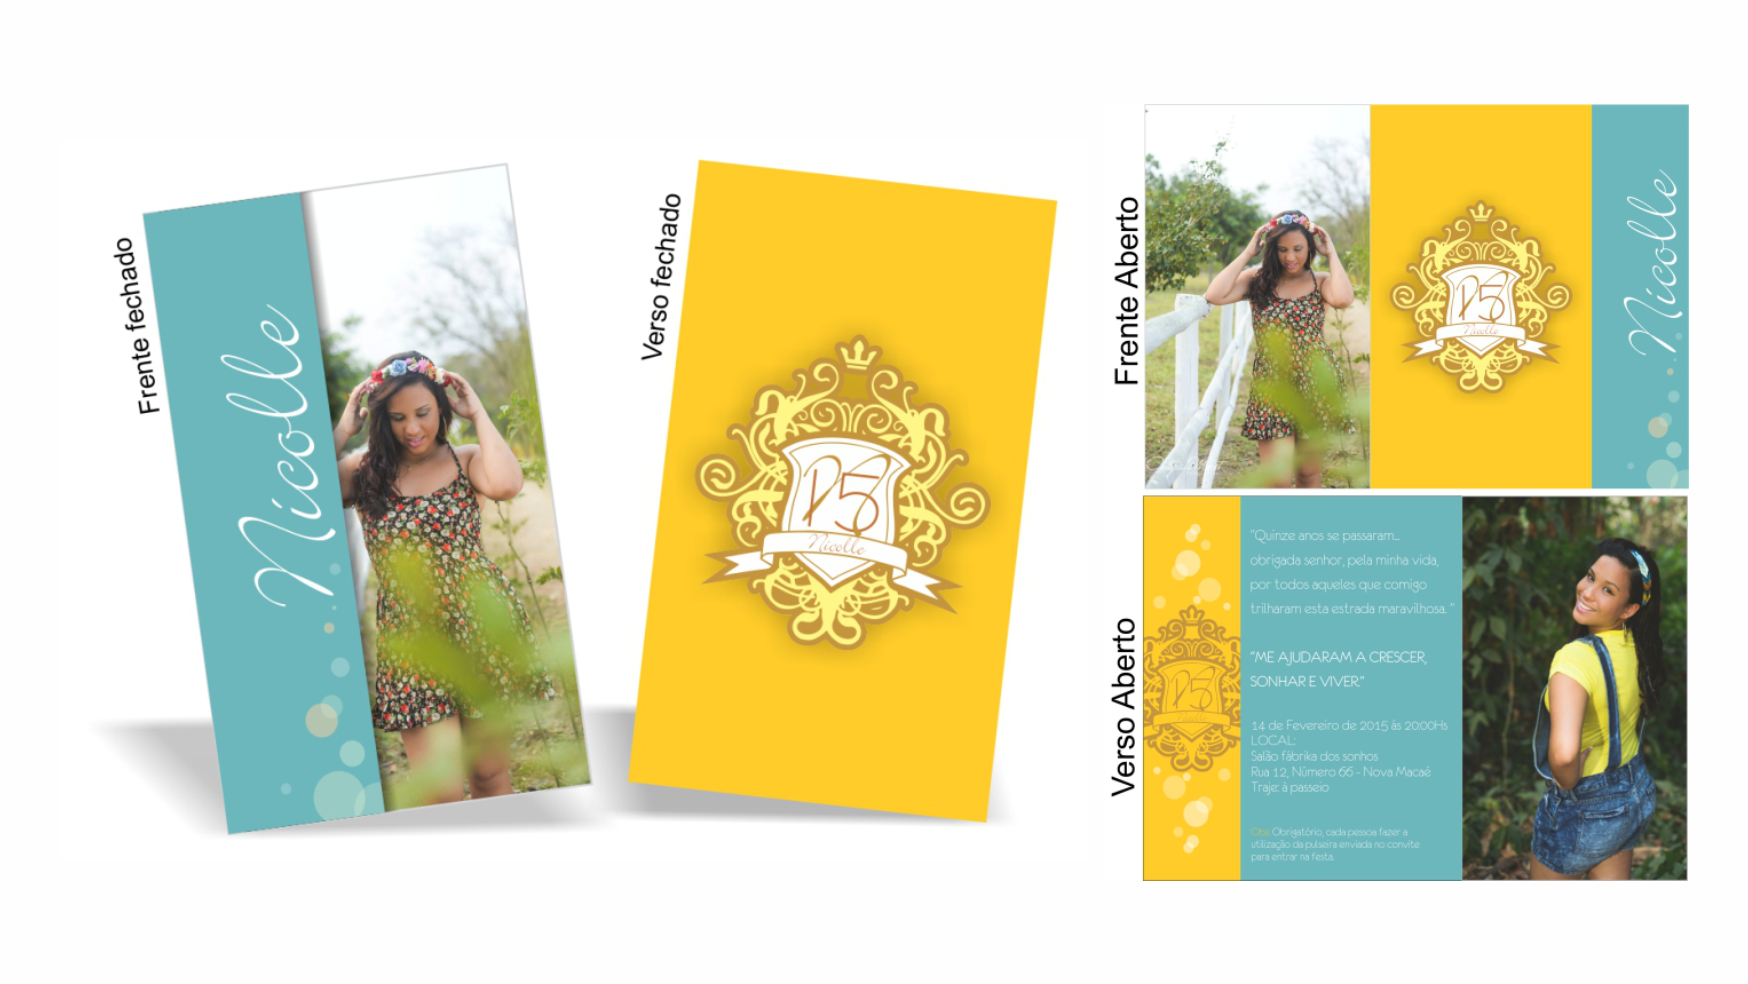 Frente fechado
Nicolle
Verso fechado
15
Nicolle
Frente Aberto
15
Nicolle
Nicolle
Verso Aberto
15
"Quinze anos se passaram...
obrigada senhor, pela minha vida,
por todos aqueles que comigo
trilharam esta estrada maravilhosa. "
"ME AJUDARAM A CRESCER,
SONHAR E VIVER."
14 de Fevereiro de 2015 às 20:00Hs
LOCAL:
Salão fábrika dos sonhos
Rua 12, Número 66 - Nova Macaé
Traje: à passeio
Obs: Obrigatório, cada pessoa fazer a
utilização da pulseira enviada no convite
para entrar na festa.